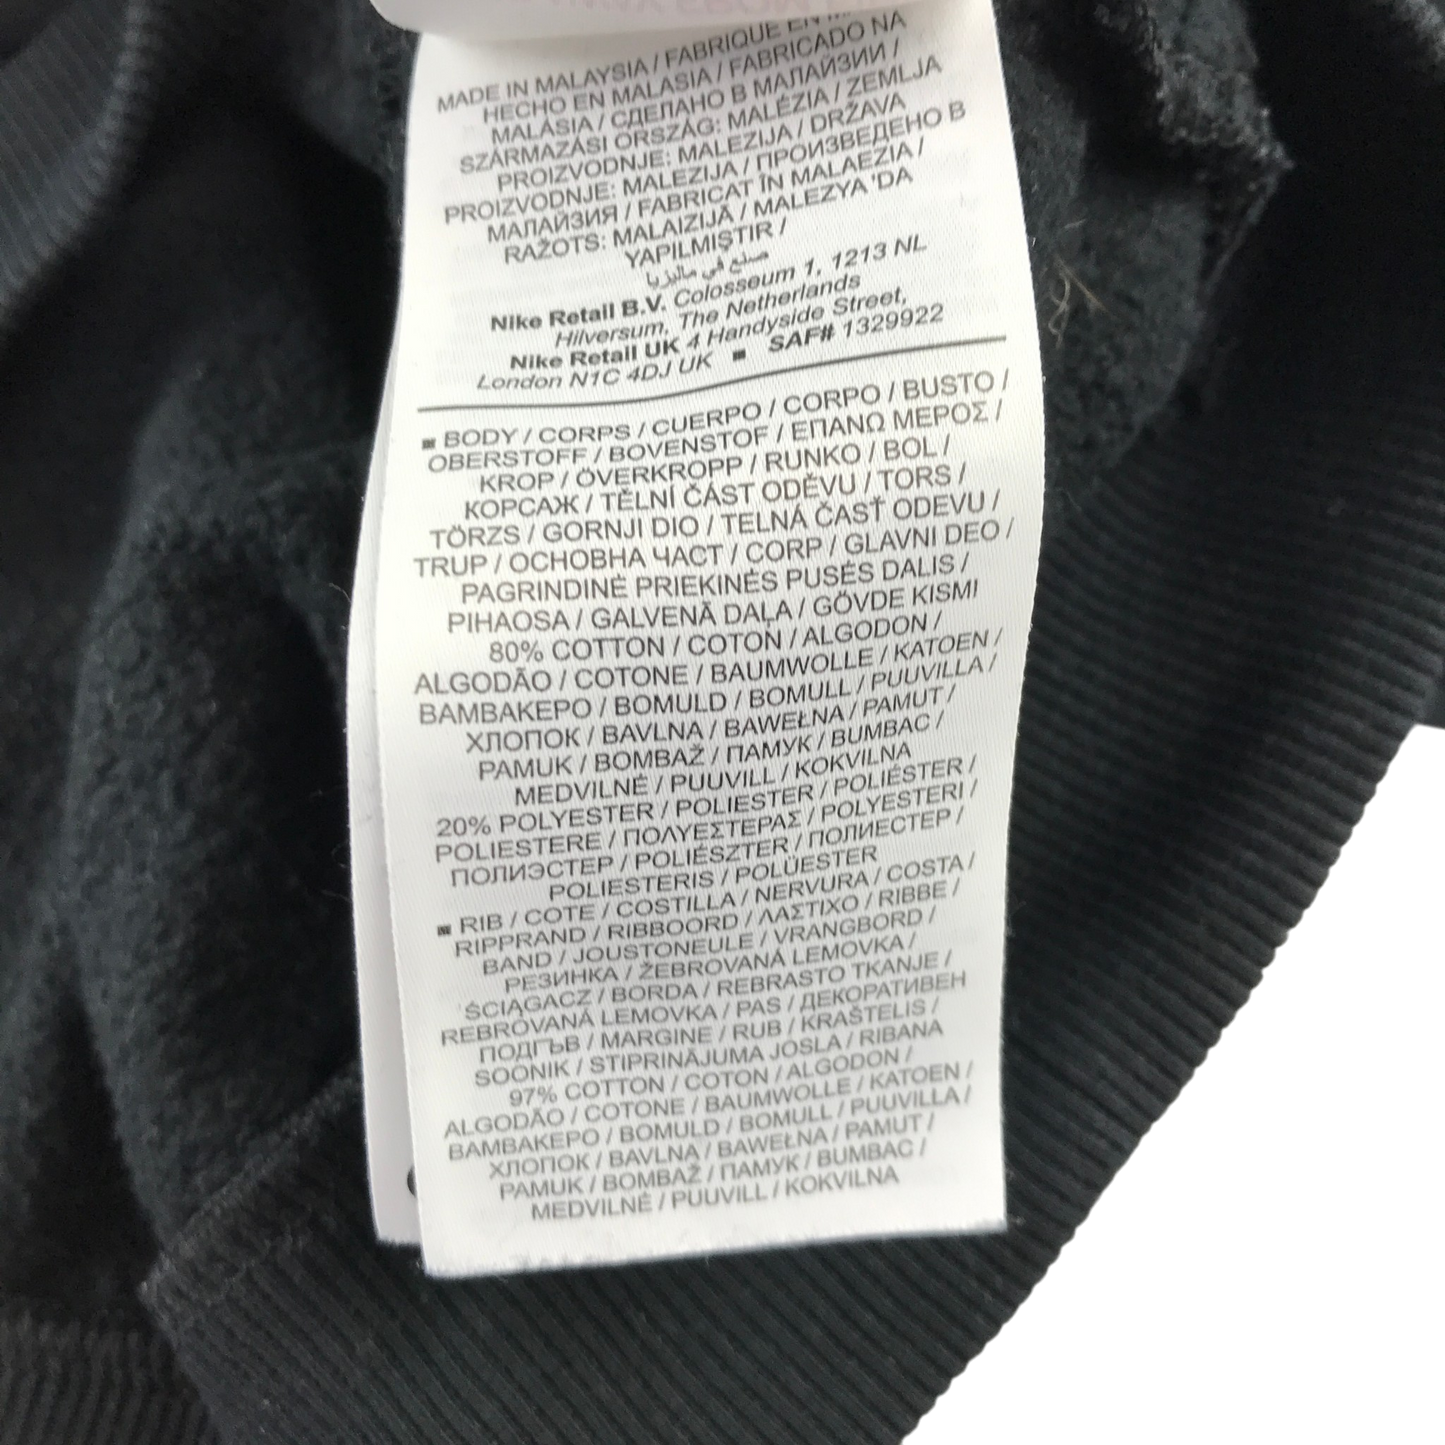 MADE IN MALAYSIA / FABRIQUÉ EN
HECHO EN MALASIA / FABRICADO NA
MALÁSIA / СДЕЛАНО В МАЛАЙЗИИ /
SZÁRMAZÁSI ORSZÁG: MALÉZIA / ZEMLJA
PROIZVODNJE: MALEZIJA / DRŽAVA
PROIZVODNJE: MALEZIJA / ПРОИЗВЕДЕНО В
МАЛАЙЗИЯ / FABRICAT ÎN MALAEZIA /
RAŽOTS: MALAIZIJĀ / MALEZYA 'DA
YAPILMIŞTIR /
صنع في ماليزيا
Nike Retail B.V. Colosseum 1, 1213 NL
Hilversum, The Netherlands
Nike Retail UK 4 Handyside Street,
London N1C 4DJ UK ▪ SAF# 1329922
▪ BODY / CORPS / CUERPO / CORPO / BUSTO /
OBERSTOFF / BOVENSTOF / ΕΠΑΝΩ ΜΕΡΟΣ /
KROP / ÖVERKROPP / RUNKO / BOL /
КОРСАЖ / TĚLNÍ ČÁST ODĚVU / TORS /
TÖRZS / GORNJI DIO / TELNÁ ČASŤ ODEVU /
TRUP / ОСНОВНА ЧАСТ / CORP / GLAVNI DEO /
PAGRINDINĖ PRIEKINĖS PUSĖS DALIS /
PIHAOSA / GALVENĀ DAĻA / GÖVDE KISMI
80% COTTON / COTON / ALGODON /
ALGODÃO / COTONE / BAUMWOLLE / KATOEN /
ΒΑΜΒΑΚΕΡΟ / BOMULD / BOMULL / PUUVILLA /
ХЛОПОК / BAVLNA / BAWEŁNA / PAMUT /
PAMUK / BOMBAŽ / ПАМУК / BUMBAC /
MEDVILNĖ / PUUVILL / KOKVILNA
20% POLYESTER / POLIESTER / POLIÉSTER /
POLIESTERE / ΠΟΛΥΕΣΤΕΡΑΣ / POLYESTERI /
ПОЛИЭСТЕР / POLIÉSZTER / ПОЛИЕСТЕР /
POLIESTERIS / POLÜESTER
▪ RIB / COTE / COSTILLA / NERVURA / COSTA /
RIPPRAND / RIBBOORD / ΛΑΣΤΙΧΟ / RIBBE /
BAND / JOUSTONEULE / VRANGBORD /
РЕЗИНКА / ŽEBROVANÁ LEMOVKA /
ŚCIĄGACZ / BORDA / REBRASTO TKANJE /
REBROVANÁ LEMOVKA / PAS / ДЕКОРАТИВЕН
ПОДГЪВ / MARGINE / RUB / KRAŠTELIS /
SOONIK / STIPRINĀJUMA JOSLA / RIBANA
97% COTTON / COTON / ALGODON /
ALGODÃO / COTONE / BAUMWOLLE / KATOEN /
ΒΑΜΒΑΚΕΡΟ / BOMULD / BOMULL / PUUVILLA /
ХЛОПОК / BAVLNA / BAWEŁNA / PAMUT /
PAMUK / BOMBAŽ / ПАМУК / BUMBAC /
MEDVILNĖ / PUUVILL / KOKVILNA